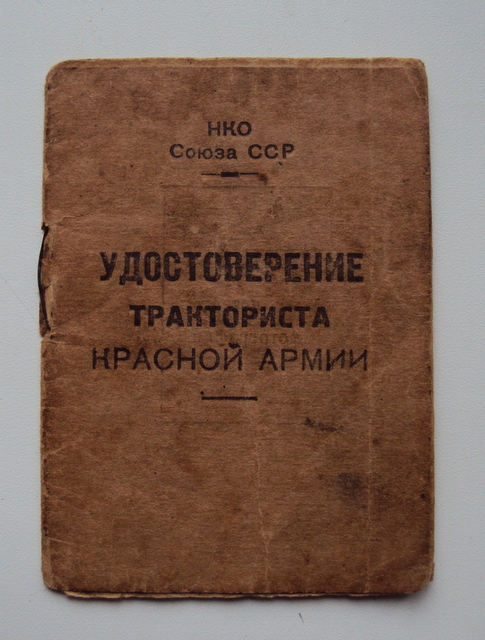 НКО
Союза ССР
УДОСТОВЕРЕНИЕ
ТРАКТОРИСТА
КРАСНОЙ АРМИИ